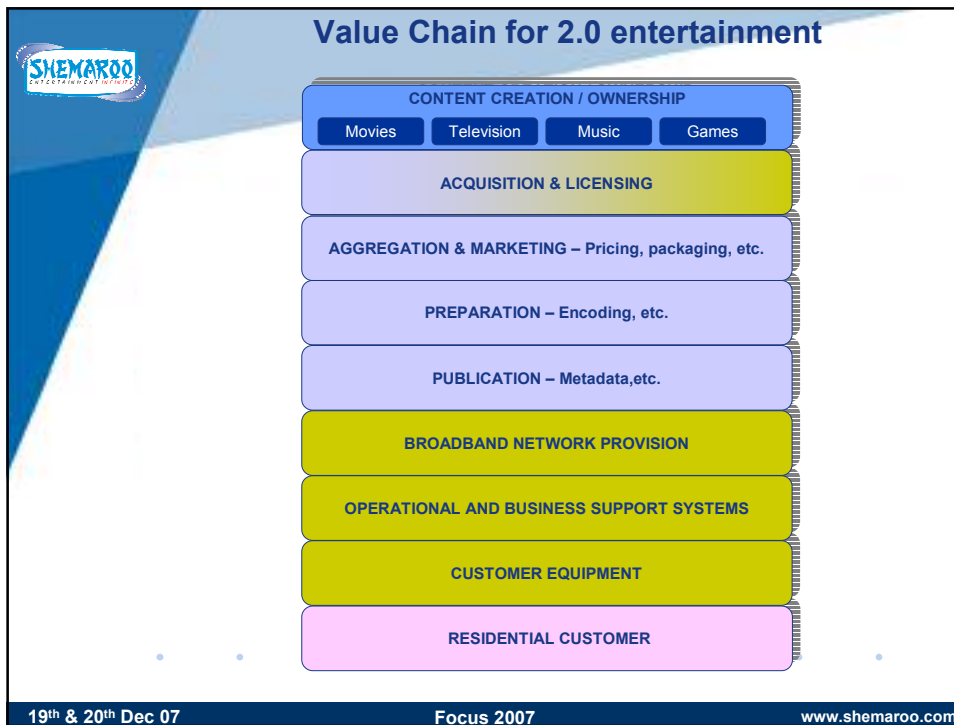 Value Chain for 2.0 entertainment
SHEMAROO
ENTERTAINMENT INFINITE
CONTENT CREATION / OWNERSHIP
Movies Television Music Games
ACQUISITION & LICENSING
AGGREGATION & MARKETING – Pricing, packaging, etc.
PREPARATION – Encoding, etc.
PUBLICATION – Metadata,etc.
BROADBAND NETWORK PROVISION
OPERATIONAL AND BUSINESS SUPPORT SYSTEMS
CUSTOMER EQUIPMENT
RESIDENTIAL CUSTOMER
19th & 20th Dec 07 Focus 2007 www.shemaroo.com